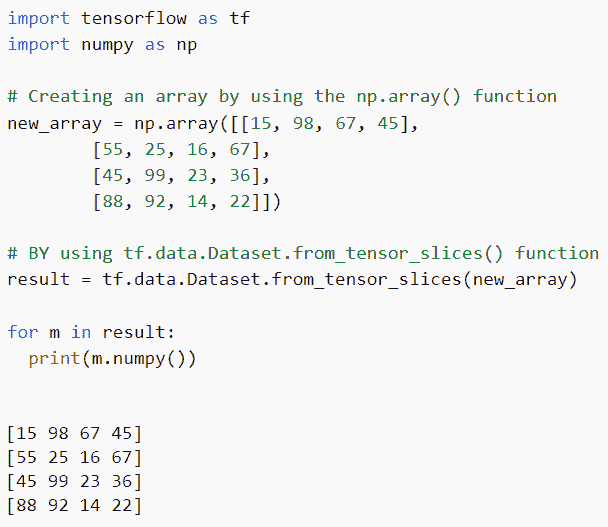 import tensorflow as tf
import numpy as np
# Creating an array by using the np.array() function
new_array = np.array([[15, 98, 67, 45],
        [55, 25, 16, 67],
        [45, 99, 23, 36],
        [88, 92, 14, 22]])
# BY using tf.data.Dataset.from_tensor_slices() function
result = tf.data.Dataset.from_tensor_slices(new_array)
for m in result:
  print(m.numpy())
[15 98 67 45]
[55 25 16 67]
[45 99 23 36]
[88 92 14 22]